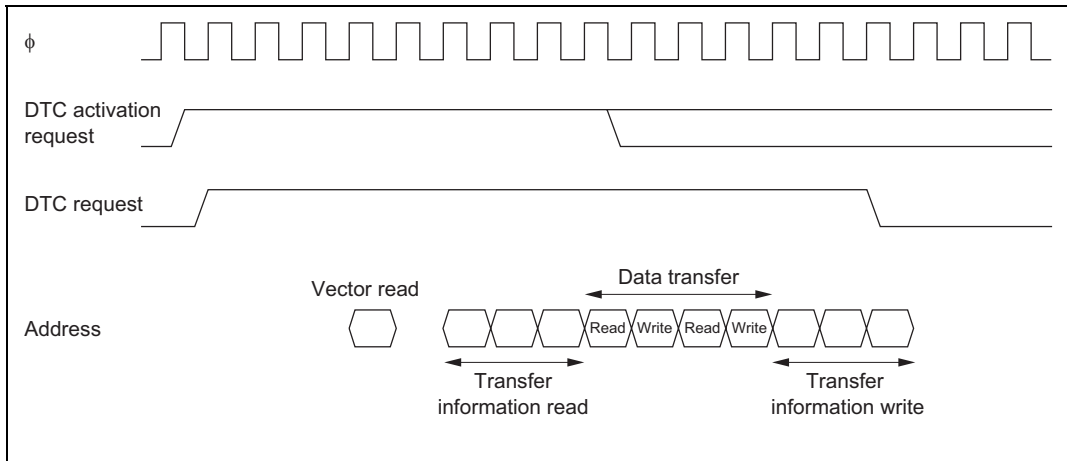 ϕ
DTC activation
request
DTC request
Data transfer
Vector read
Address
Read Write Read Write
Transfer
information read
Transfer
information write